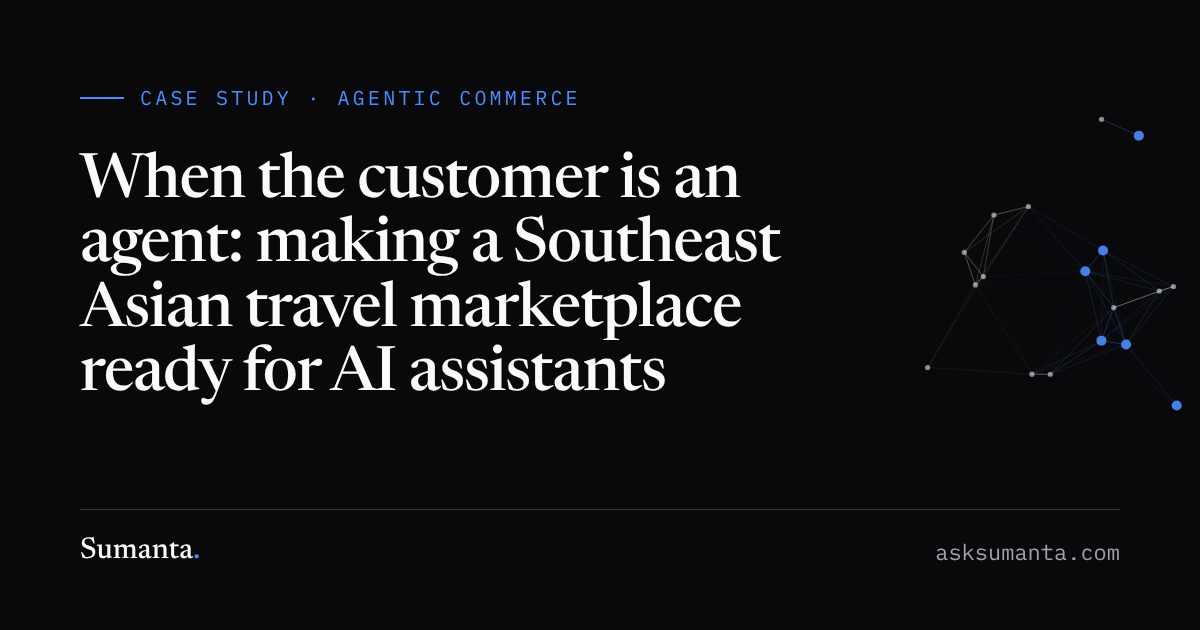 CASE STUDY · AGENTIC COMMERCE
When the customer is an
agent: making a Southeast
Asian travel marketplace
ready for AI assistants
Sumanta.
asksumanta.com